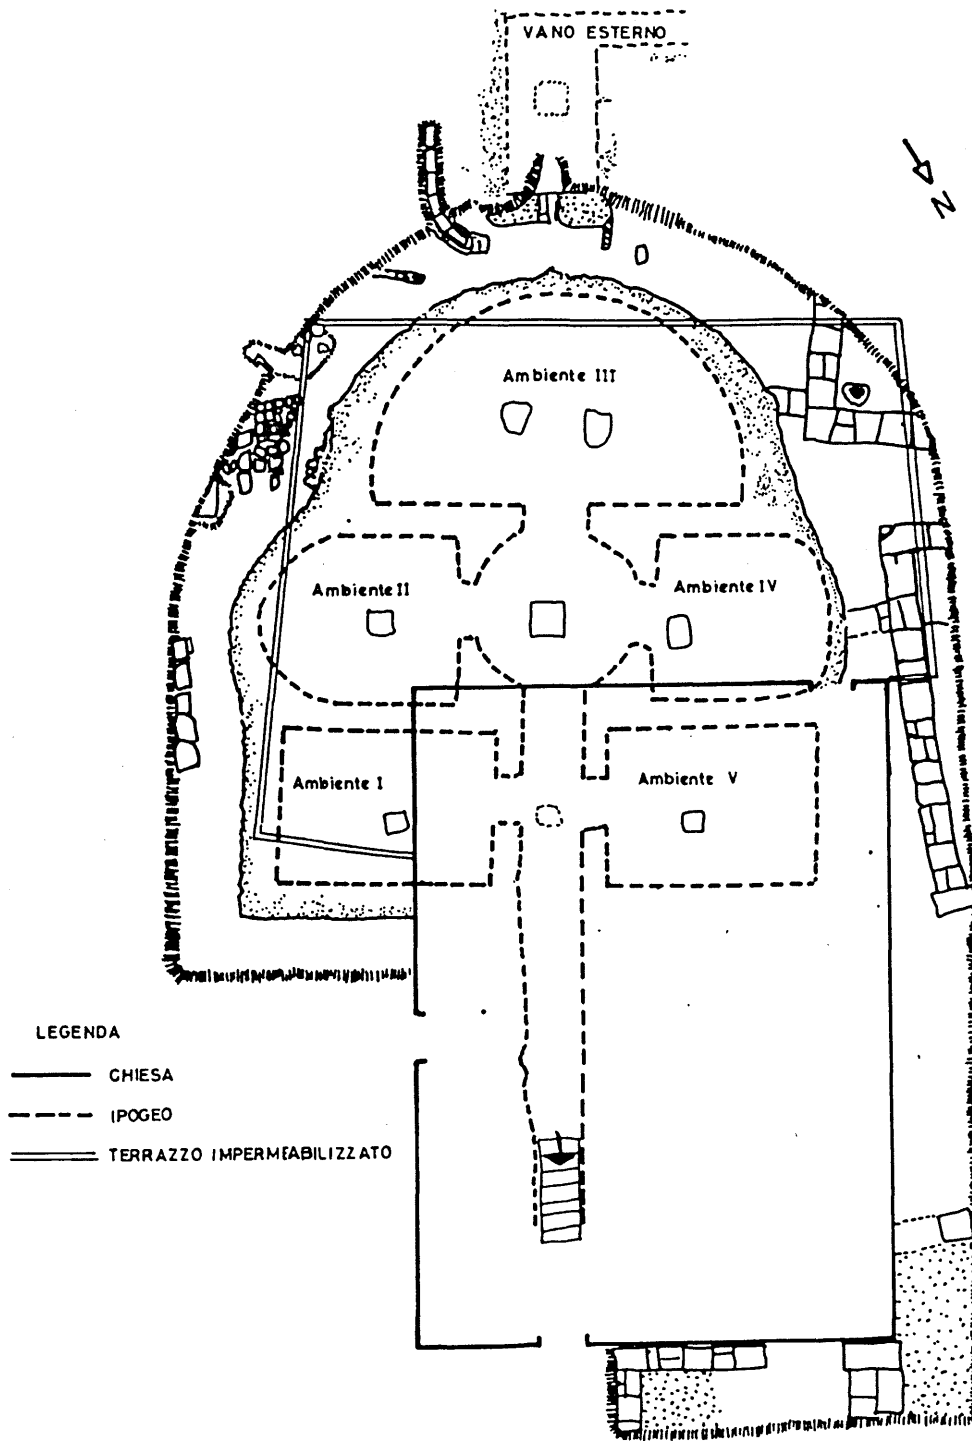 VANO ESTERNO
N
Ambiente III
Ambiente II
Ambiente IV
Ambiente I
Ambiente V
LEGENDA
CHIESA
IPOGEO
TERRAZZO IMPERMEABILIZZATO